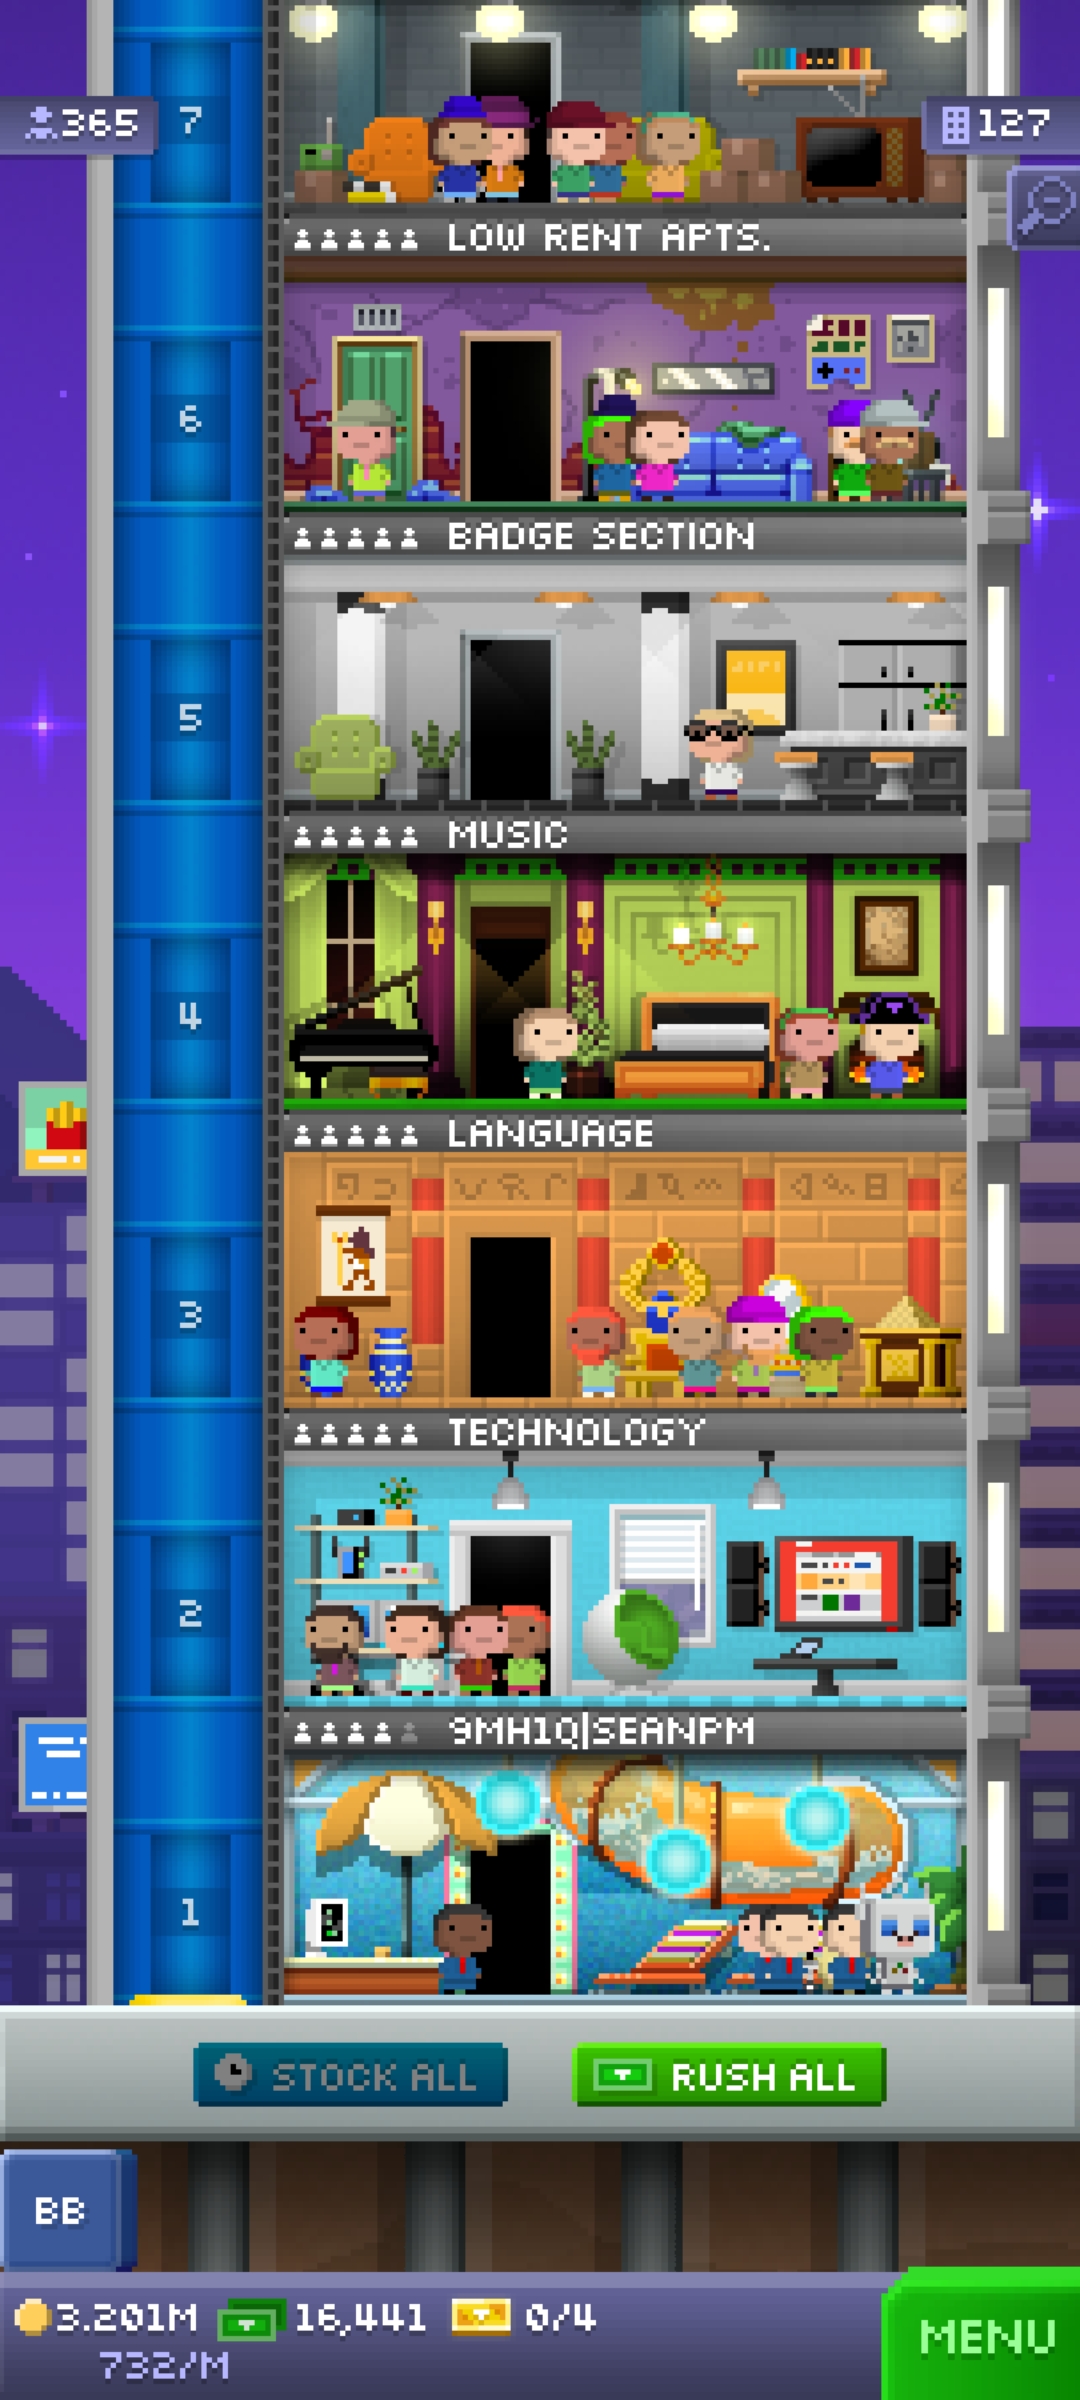 365
7
127
LOW RENT APTS.
6
BADGE SECTION
5
MUSIC
4
LANGUAGE
3
TECHNOLOGY
2
9MH1Q|SEANPM
1
STOCK ALL
RUSH ALL
BB
3.201M 16,441 0/4
732/M
MENU